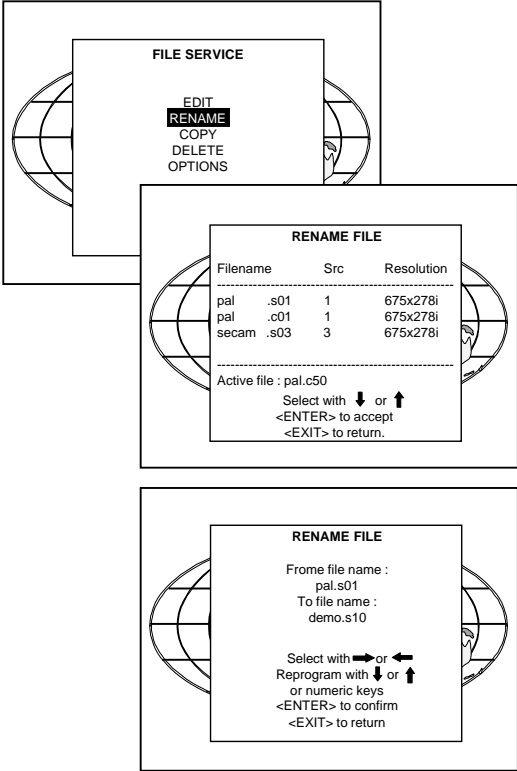 FILE SERVICE
EDIT
RENAME
COPY
DELETE
OPTIONS
RENAME FILE
Filename Src Resolution
-----------------------------------------------------------
pal .s01 1 675x278i
pal .c01 1 675x278i
secam .s03 3 675x278i
-----------------------------------------------------------
Active file : pal.c50
Select with ⬇ or ⬆
<ENTER> to accept
<EXIT> to return.
RENAME FILE
Frome file name :
pal.s01
To file name :
demo.s10
Select with ➡ or ⬅
Reprogram with ⬇ or ⬆
or numeric keys
<ENTER> to confirm
<EXIT> to return